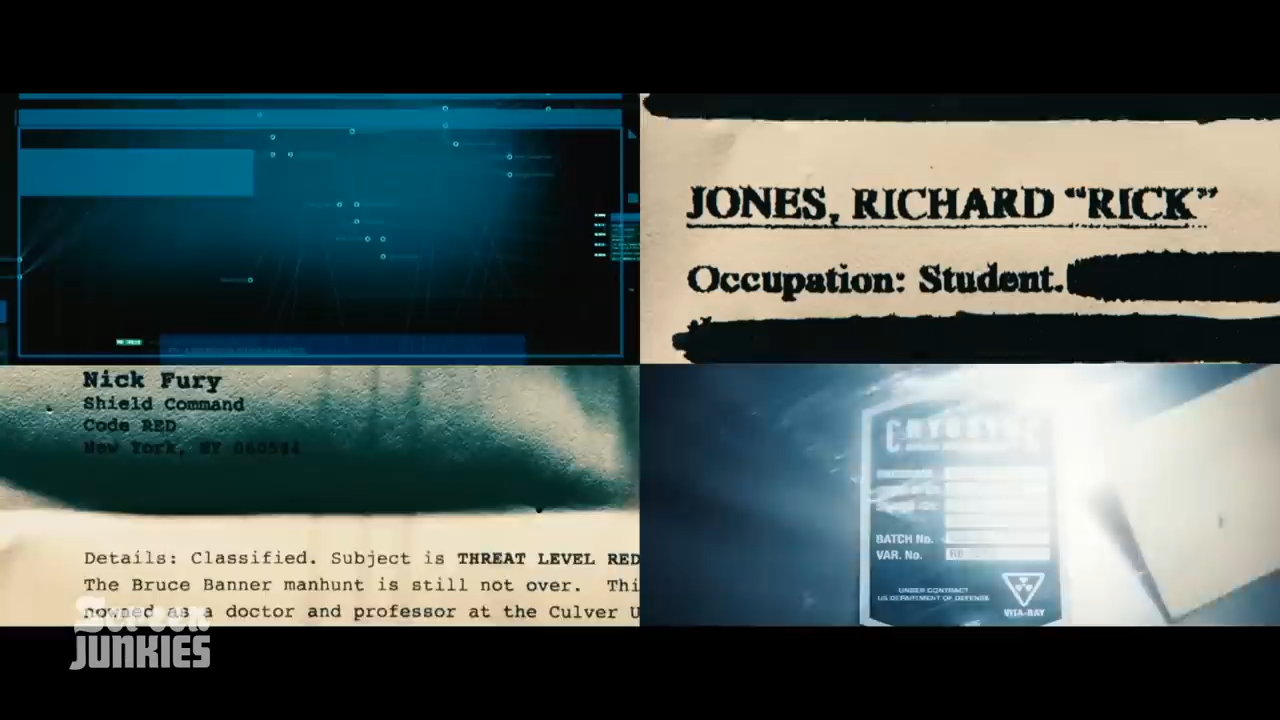 JONES, RICHARD “RICK”
Occupation: Student.
Nick Fury
Shield Command
Code RED
New York, NY 060594
Details: Classified. Subject is THREAT LEVEL RED
The Bruce Banner manhunt is still not over. Thi
nowned as a doctor and professor at the Culver U
BATCH No.
VAR. No.
UNDER CONTRACT
US DEPARTMENT OF DEFENSE
VITA-RAY
Screen
JUNKIES